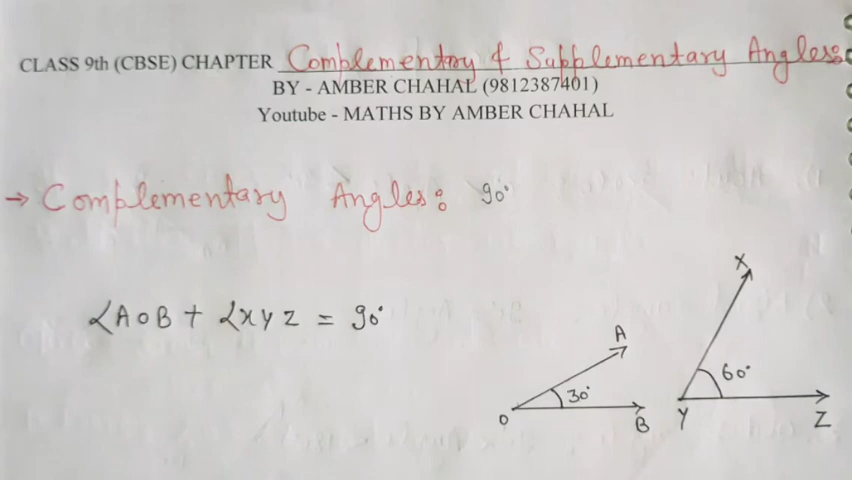 CLASS 9th (CBSE) CHAPTER Complementary & Supplementary Angles:
BY - AMBER CHAHAL (9812387401)
Youtube - MATHS BY AMBER CHAHAL
→ Complementary Angles: 90°
∠AOB + ∠XYZ = 90°
A
30°
O
B
X
60°
Y
Z